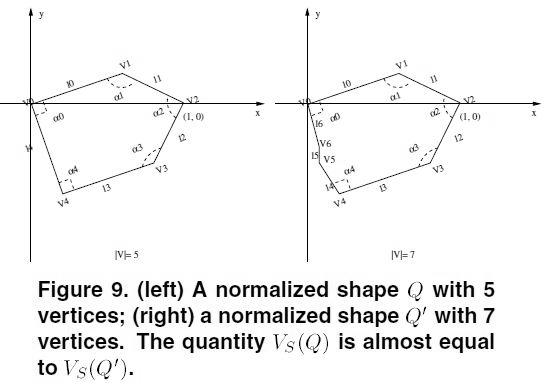 y
V1
l0
l1
α1
V0
α0
α2
V2
x
(1, 0)
l4
l2
α3
α4
V3
l3
V4
|V|= 5
y
V1
l0
l1
α1
V0
α0
α2
V2
x
l6
(1, 0)
V6
l2
l5
V5
α3
α4
V3
l4
l3
V4
|V|= 7
Figure 9. (left) A normalized shape Q with 5
vertices; (right) a normalized shape Q′ with 7
vertices. The quantity V_S(Q) is almost equal
to V_S(Q′).